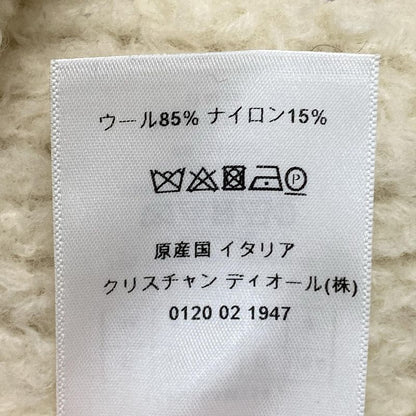 ウール85% ナイロン15%
P
原産国 イタリア
クリスチャン ディオール(株)
0120 02 1947